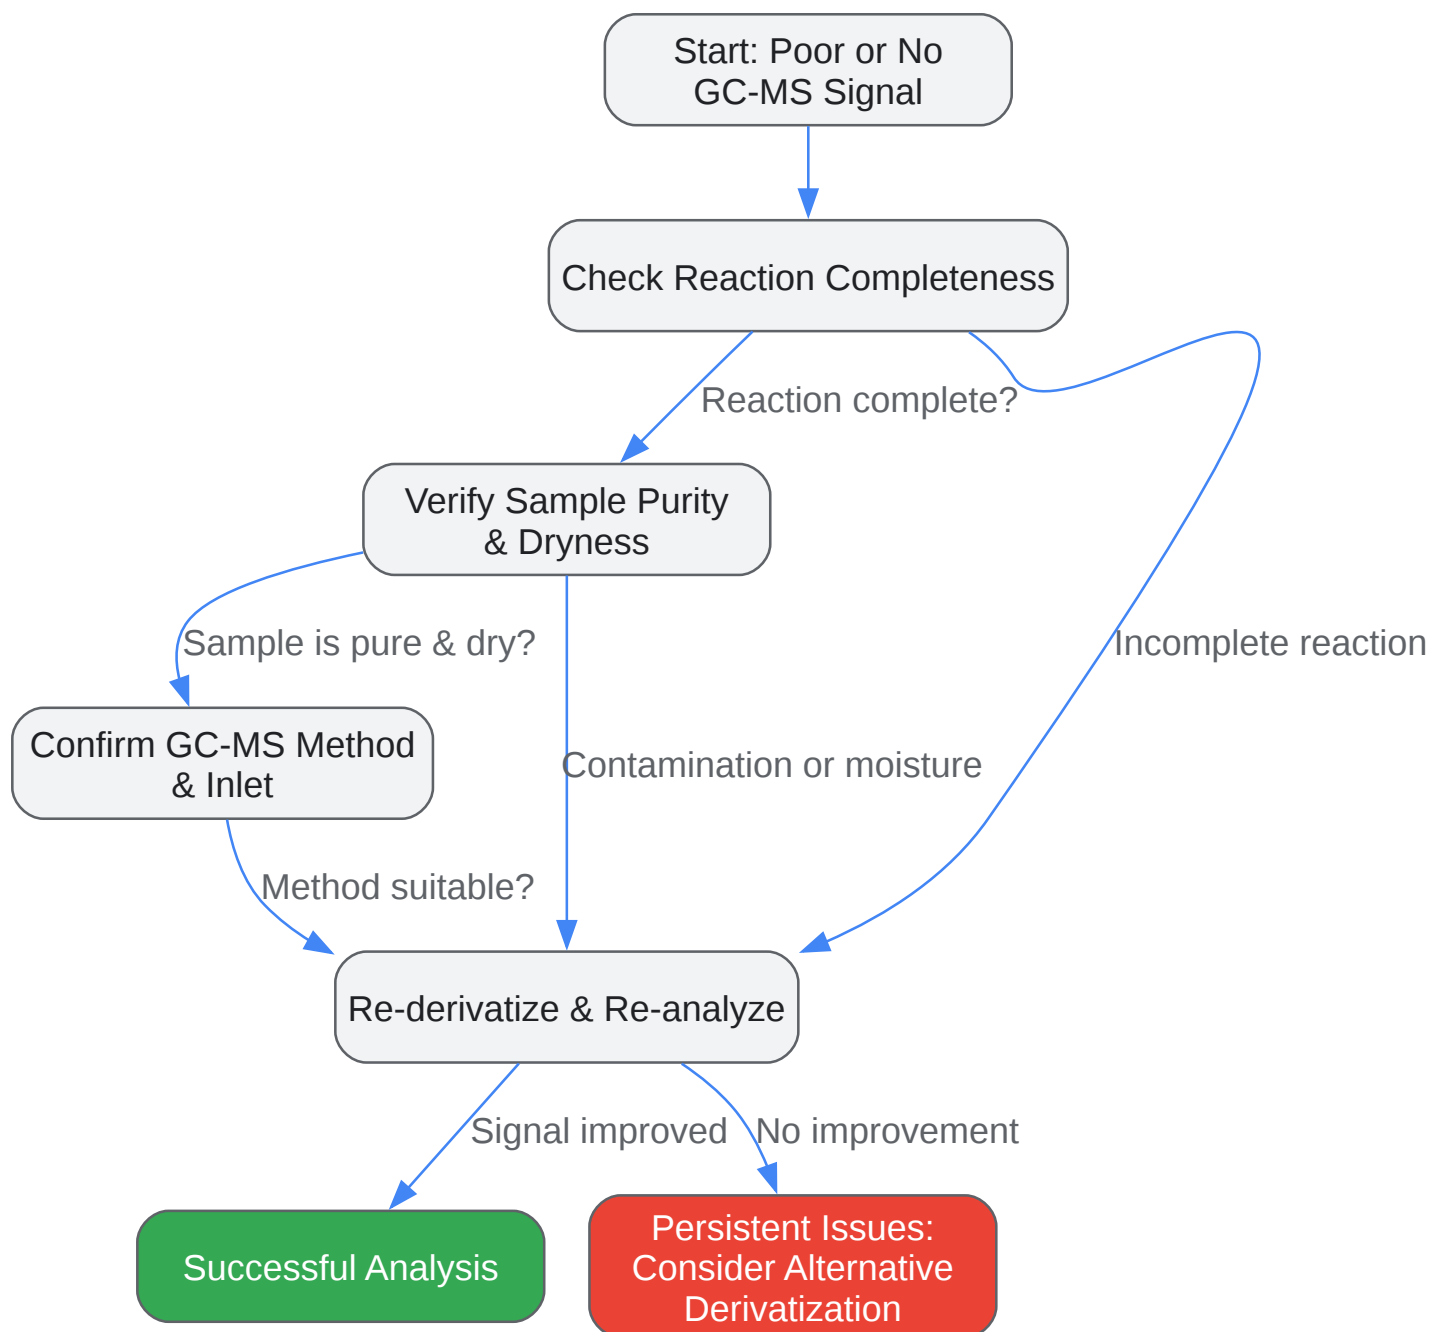 Start: Poor or No
GC-MS Signal
Check Reaction Completeness
Reaction complete?
Verify Sample Purity
& Dryness
Sample is pure & dry?
Incomplete reaction
Confirm GC-MS Method
& Inlet
Contamination or moisture
Method suitable?
Re-derivatize & Re-analyze
Signal improved
No improvement
Successful Analysis
Persistent Issues:
Consider Alternative
Derivatization